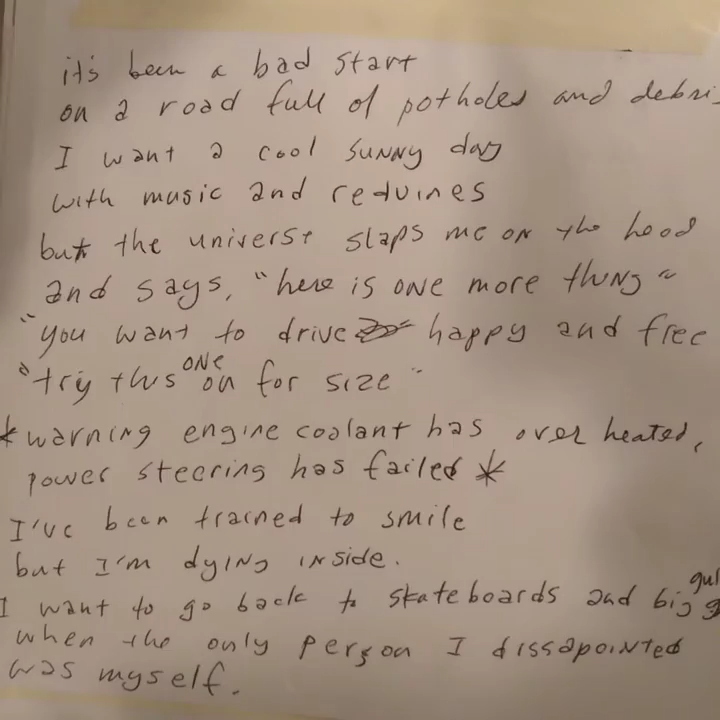 it's been a bad start
on a road full of potholes and debri
I want a cool sunny day
with music and redvines
but the universe slaps me on the hood
and says, "here is one more thing"
"you want to drive happy and free
"try this one on for size"
*warning engine coolant has over heated,
power steering has failed *
I've been trained to smile
but I'm dying inside.
I want to go back to skateboards and big
when the only person I dissapointed
was myself.